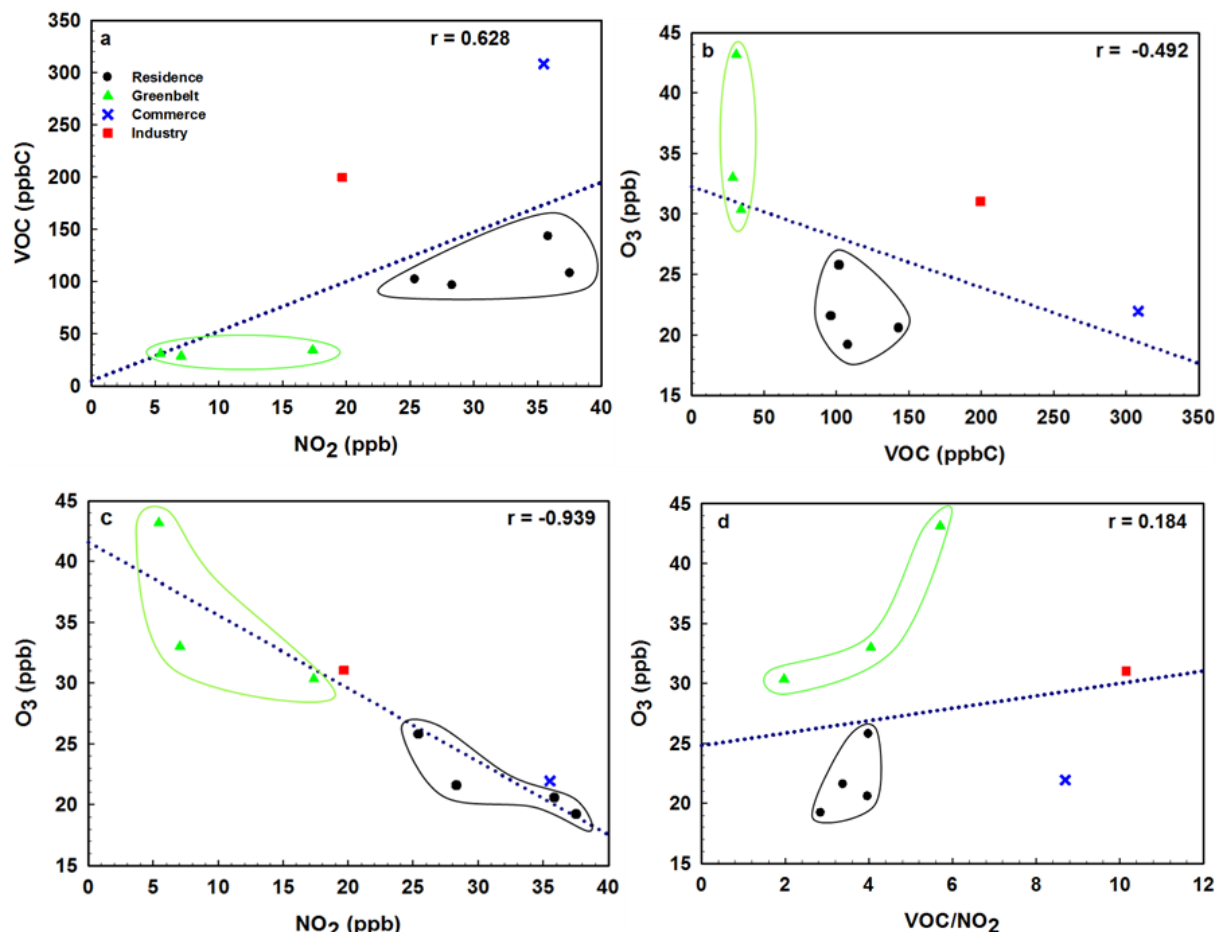 a
r = 0.628
VOC (ppbC)
350
300
250
200
150
100
50
0
Residence
Greenbelt
Commerce
Industry
0 5 10 15 20 25 30 35 40
NO2 (ppb)
b
r = -0.492
O3 (ppb)
45
40
35
30
25
20
15
0 50 100 150 200 250 300 350
VOC (ppbC)
c
r = -0.939
O3 (ppb)
45
40
35
30
25
20
15
0 5 10 15 20 25 30 35 40
NO2 (ppb)
d
r = 0.184
O3 (ppb)
45
40
35
30
25
20
15
0 2 4 6 8 10 12
VOC/NO2